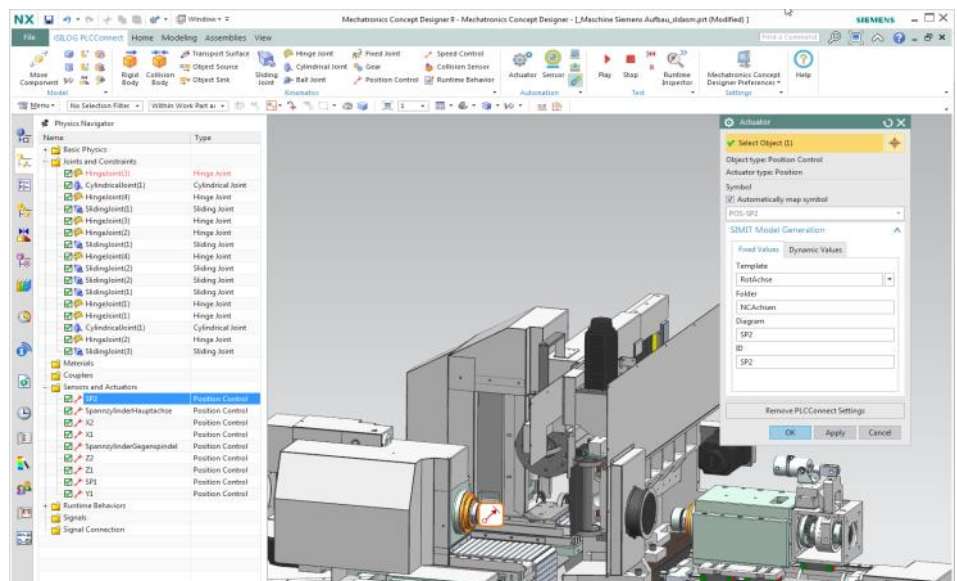 NX Window Mechatronics Concept Designer 8 - Mechatronics Concept Designer - [_Maschine Siemens Aufbau_ddasm.prt (Modified) ] SIEMENS
File ISILOG PLCConnect Home Modeling Assemblies View Find a Command
Move Component
Rigid Body
Collision Body
Transport Surface
Object Source
Object Sink
Sliding Joint
Hinge Joint
Cylindrical Joint
Ball Joint
Fixed Joint
Gear
Position Control
Speed Control
Collision Sensor
Runtime Behavior
Actuator Sensor
Play Stop
Runtime Inspector
Mechatronics Concept Designer Preferences
Help
Model Kinematics Automation Test Settings
Menu No Selection Filter Within Work Part a 1
Physics Navigator
Name Type
Basic Physics
Joints and Constraints
HingeJoint(3) Hinge Joint
CylindricalJoint(1) Cylindrical Joint
HingeJoint(4) Hinge Joint
SlidingJoint(1) Sliding Joint
HingeJoint(3) Hinge Joint
HingeJoint(2) Hinge Joint
SlidingJoint(1) Sliding Joint
HingeJoint(4) Hinge Joint
SlidingJoint(2) Sliding Joint
SlidingJoint(2) Sliding Joint
SlidingJoint(1) Sliding Joint
HingeJoint(1) Hinge Joint
HingeJoint(1) Hinge Joint
CylindricalJoint(1) Cylindrical Joint
HingeJoint(2) Hinge Joint
SlidingJoint(3) Sliding Joint
Materials
Couplers
Sensors and Actuators
SP2 Position Control
SpannzylinderHauptachse Position Control
X2 Position Control
X1 Position Control
SpannzylinderGegenspindel Position Control
Z2 Position Control
Z1 Position Control
SP1 Position Control
Y1 Position Control
Runtime Behaviors
Signals
Signal Connection
Actuator
Select Object (1)
Object type: Position Control
Actuator type: Position
Symbol
Automatically map symbol
POS-SP2
SIMIT Model Generation
Fixed Values Dynamic Values
Template
RotAchse
Folder
NCAchsen
Diagram
SP2
ID
SP2
Remove PLCConnect Settings
OK Apply Cancel